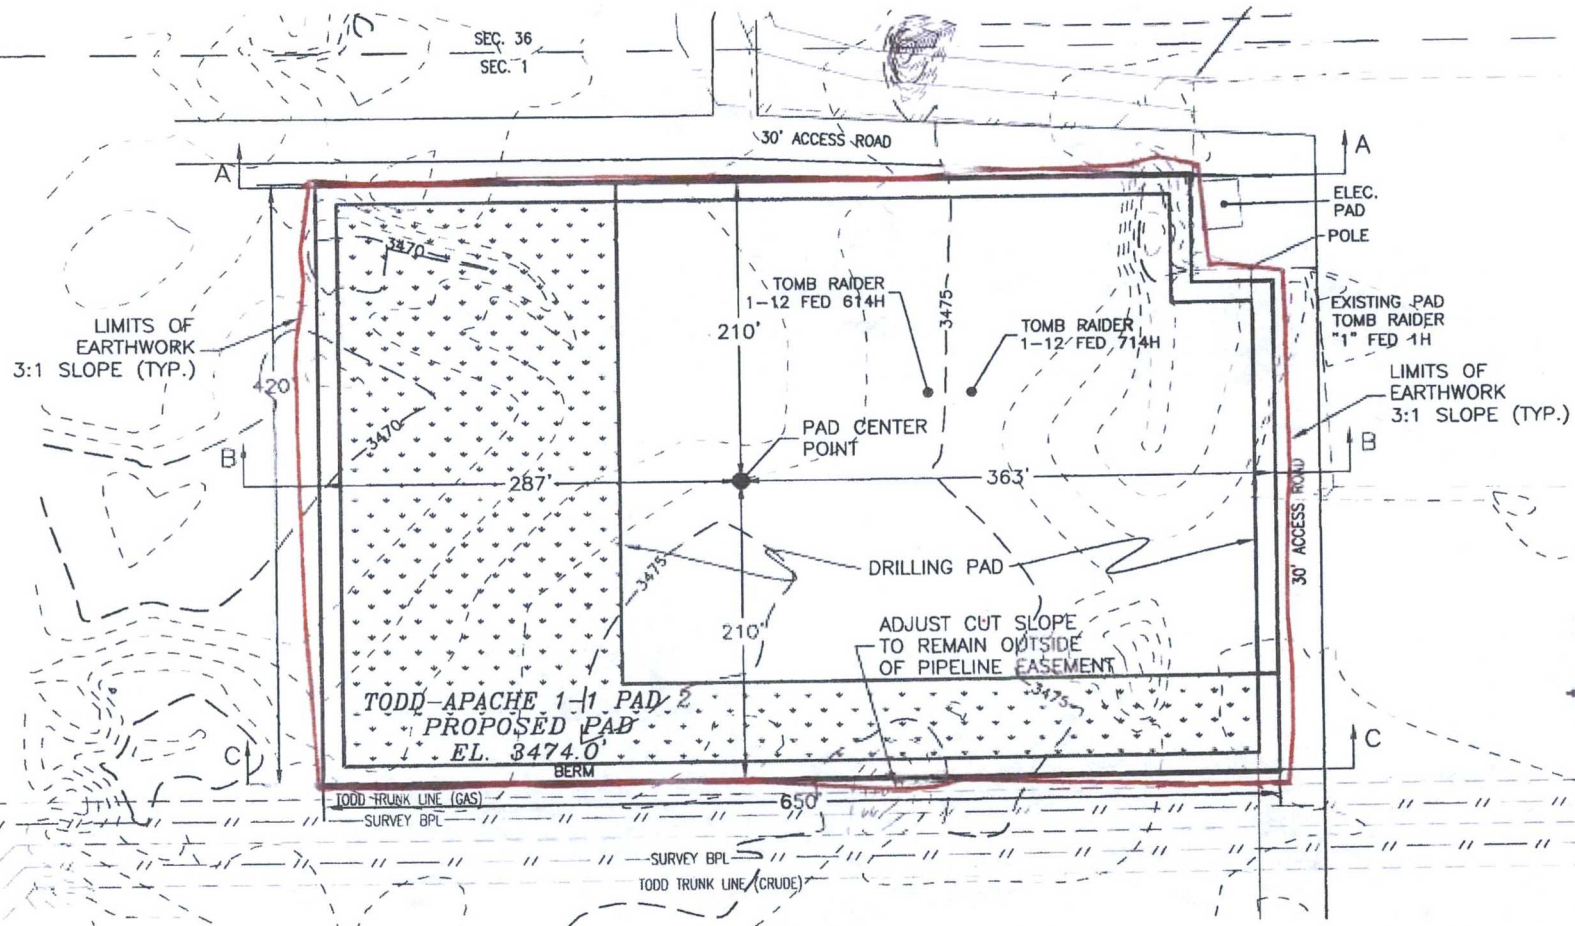 SEC. 36
SEC. 1
30' ACCESS ROAD
A
A
ELEC.
PAD
POLE
3470
TOMB RAIDER
1-12 FED 614H
3475
TOMB RAIDER
1-12 FED 714H
EXISTING PAD
TOMB RAIDER
"1" FED 1H
210'
LIMITS OF
EARTHWORK
3:1 SLOPE (TYP.)
420'
LIMITS OF
EARTHWORK
3:1 SLOPE (TYP.)
3470
PAD CENTER
POINT
B
B
287'
363'
30' ACCESS ROAD
DRILLING PAD
3475
210'
ADJUST CUT SLOPE
TO REMAIN OUTSIDE
OF PIPELINE EASEMENT
3475
TODD-APACHE 1-1 PAD 2
PROPOSED PAD
EL. 3474.0'
BERM
C
C
TODD TRUNK LINE (GAS)
650'
SURVEY BPL
SURVEY BPL
TODD TRUNK LINE (CRUDE)